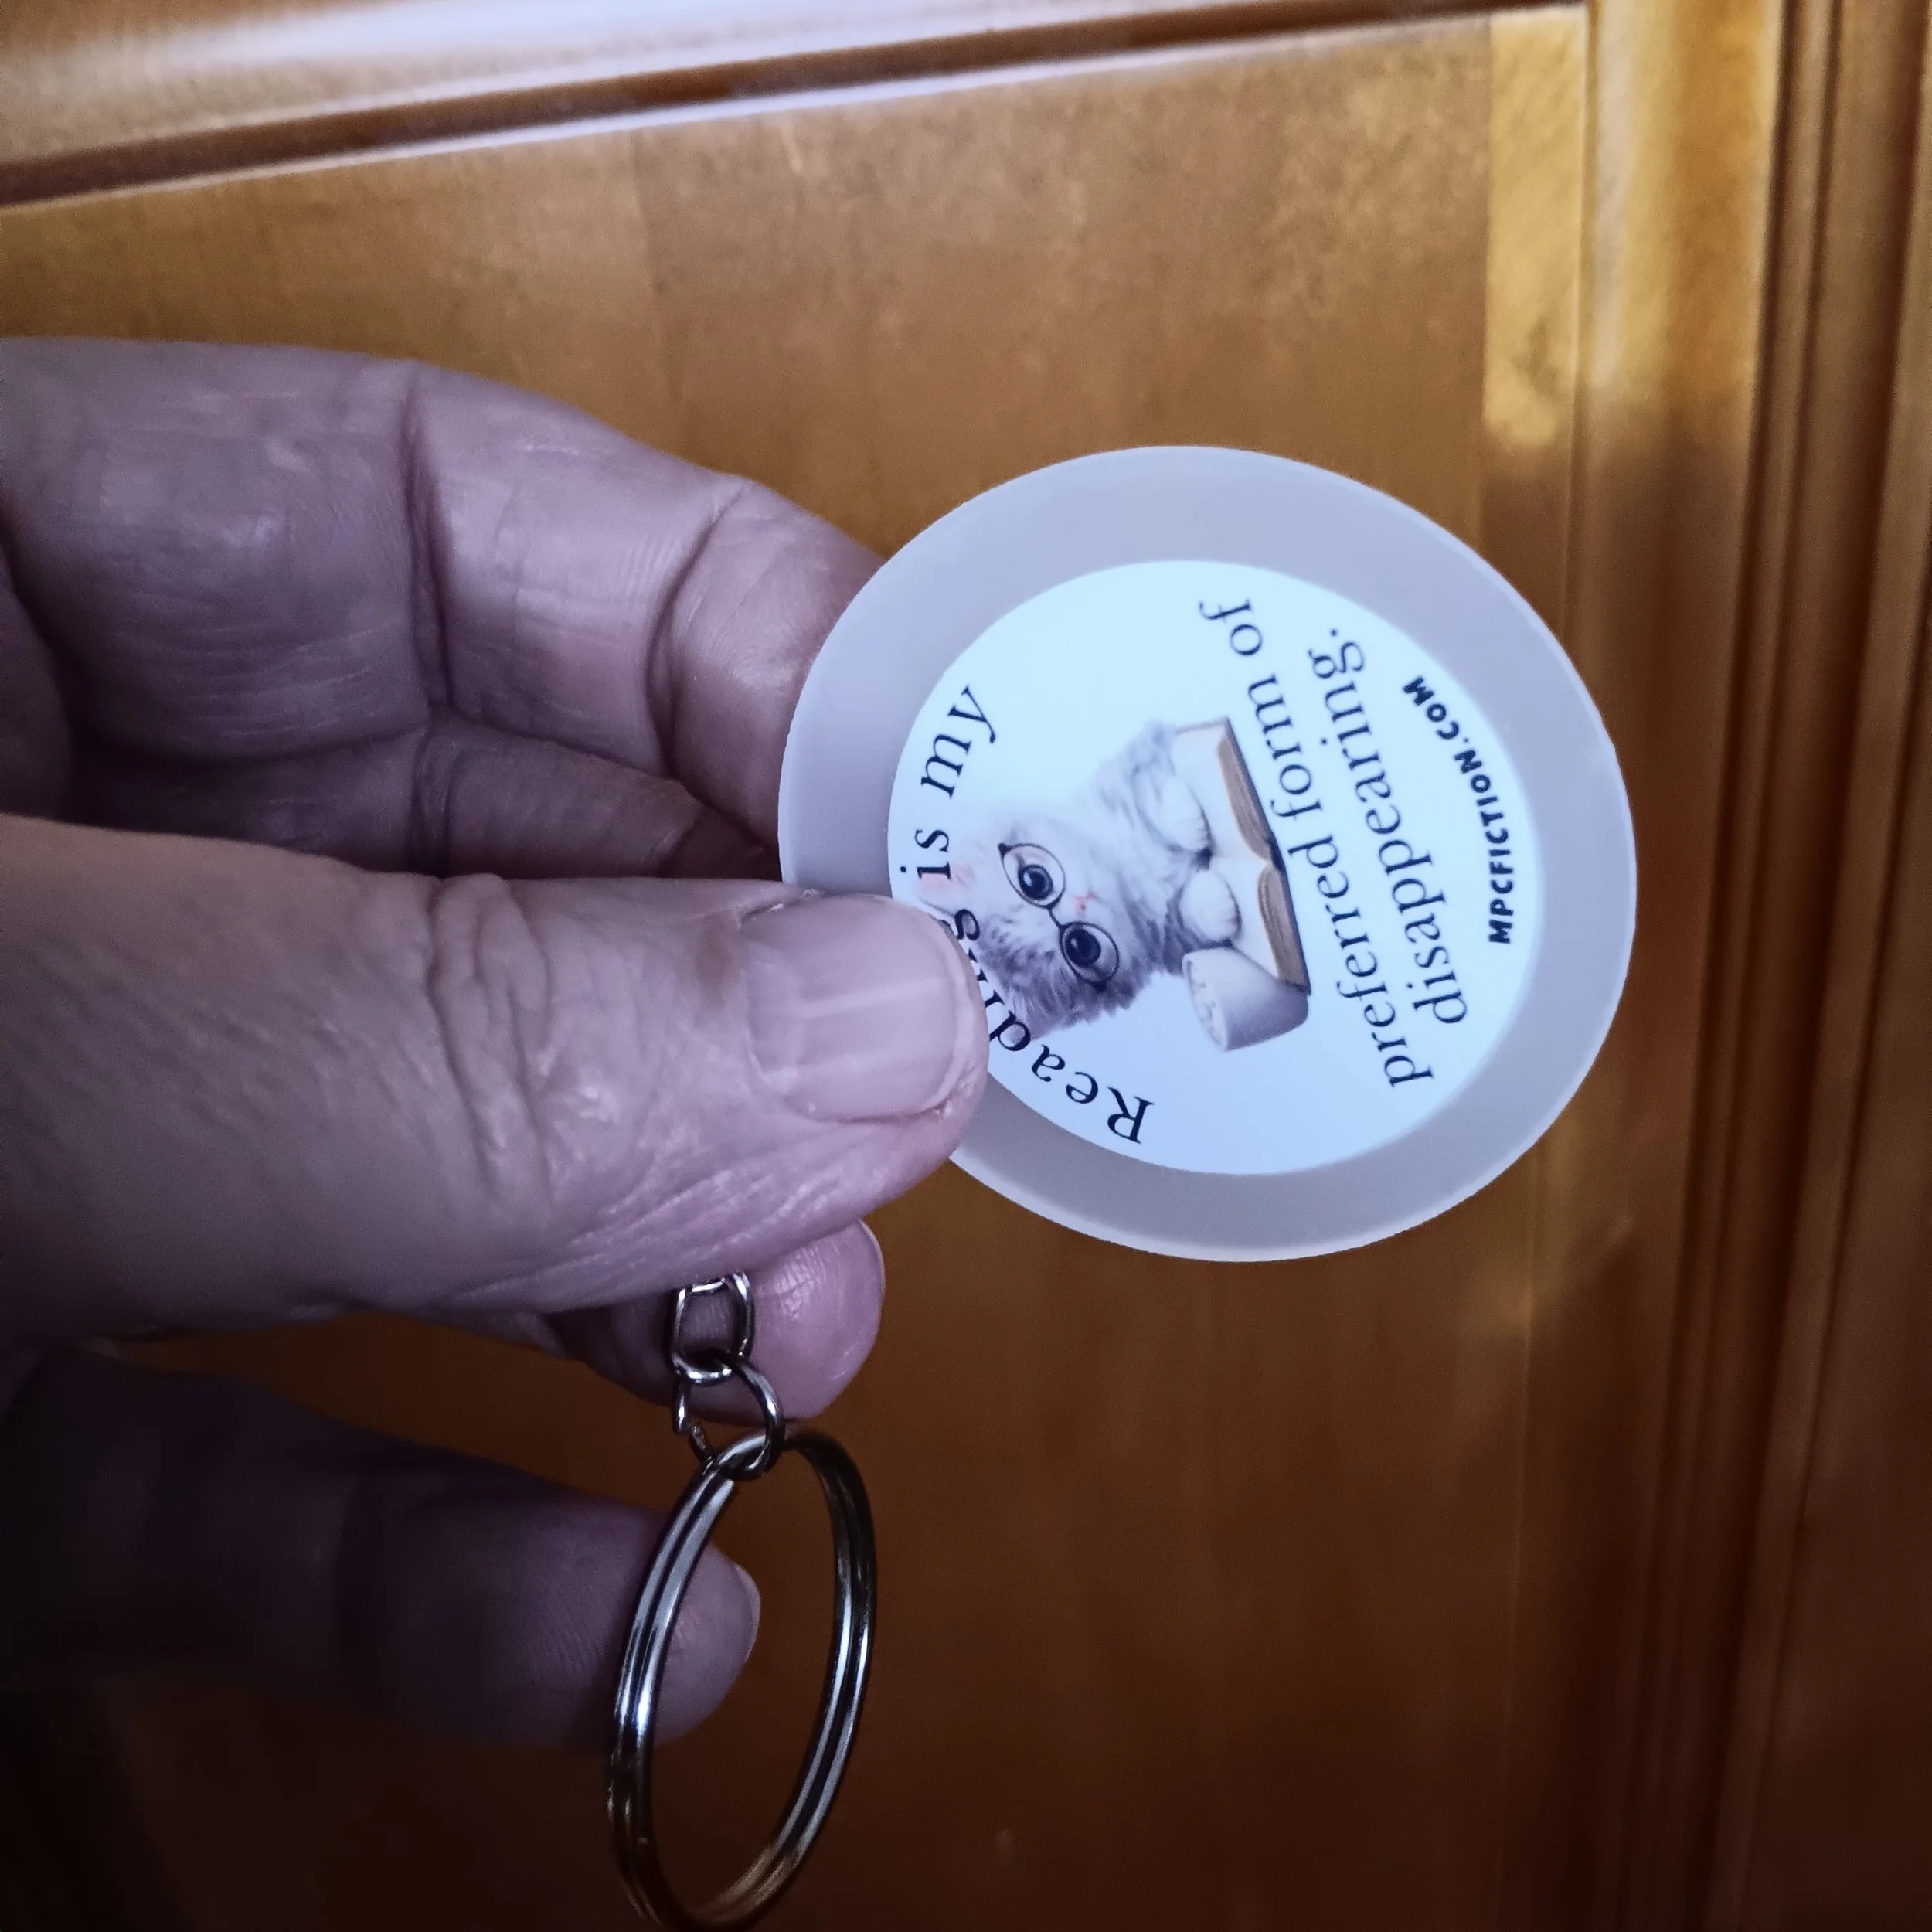 Reading is my
preferred form of
disappearing.
MPCFICTION.COM